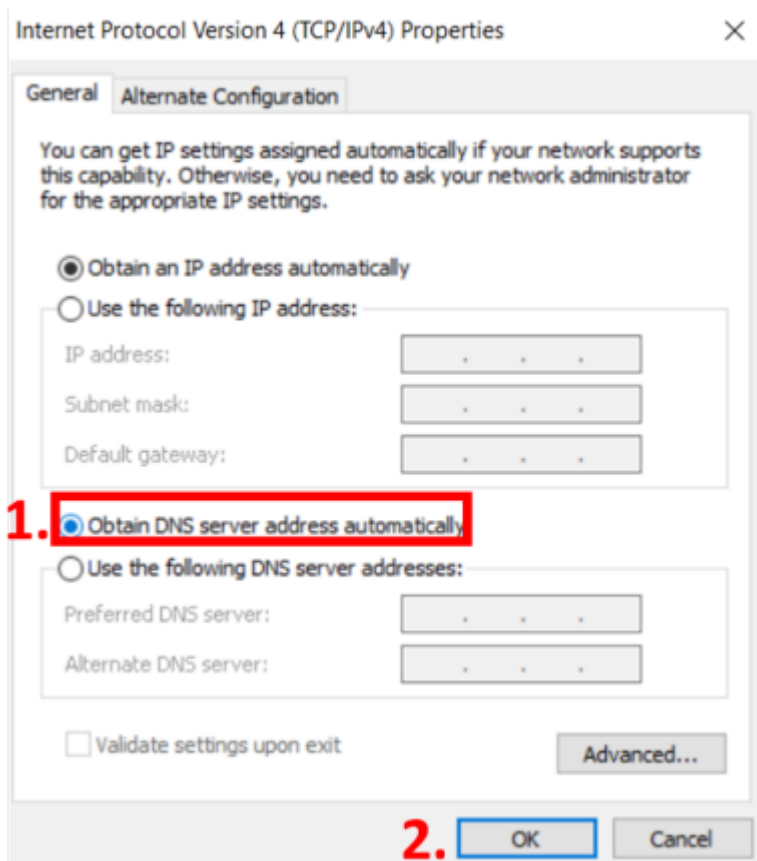 Internet Protocol Version 4 (TCP/IPv4) Properties
General Alternate Configuration
You can get IP settings assigned automatically if your network supports
this capability. Otherwise, you need to ask your network administrator
for the appropriate IP settings.
Obtain an IP address automatically
Use the following IP address:
IP address:
Subnet mask:
Default gateway:
1. Obtain DNS server address automatically
Use the following DNS server addresses:
Preferred DNS server:
Alternate DNS server:
Validate settings upon exit
Advanced...
2. OK Cancel